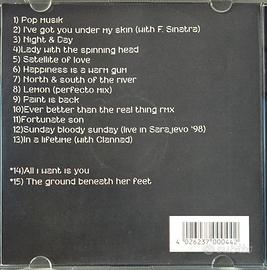 1) Pop Musik
2) I've got you under my skin (with F. Sinatra)
3) Night & Day
4)Lady with the spinning head
5) Satellite of love
6) Happiness is a warm gun
7) North & south of the river
8) Lemon (perfecto mix)
9) Paint is back
10)Ever better than the real thing rmx
11)Fortunate son
12)Sunday bloody sunday (live in Sarajevo '98)
13)In a lifetime (with Clannad)
*14)All i want is you
*15) The ground beneath her feet
4 026237 000442